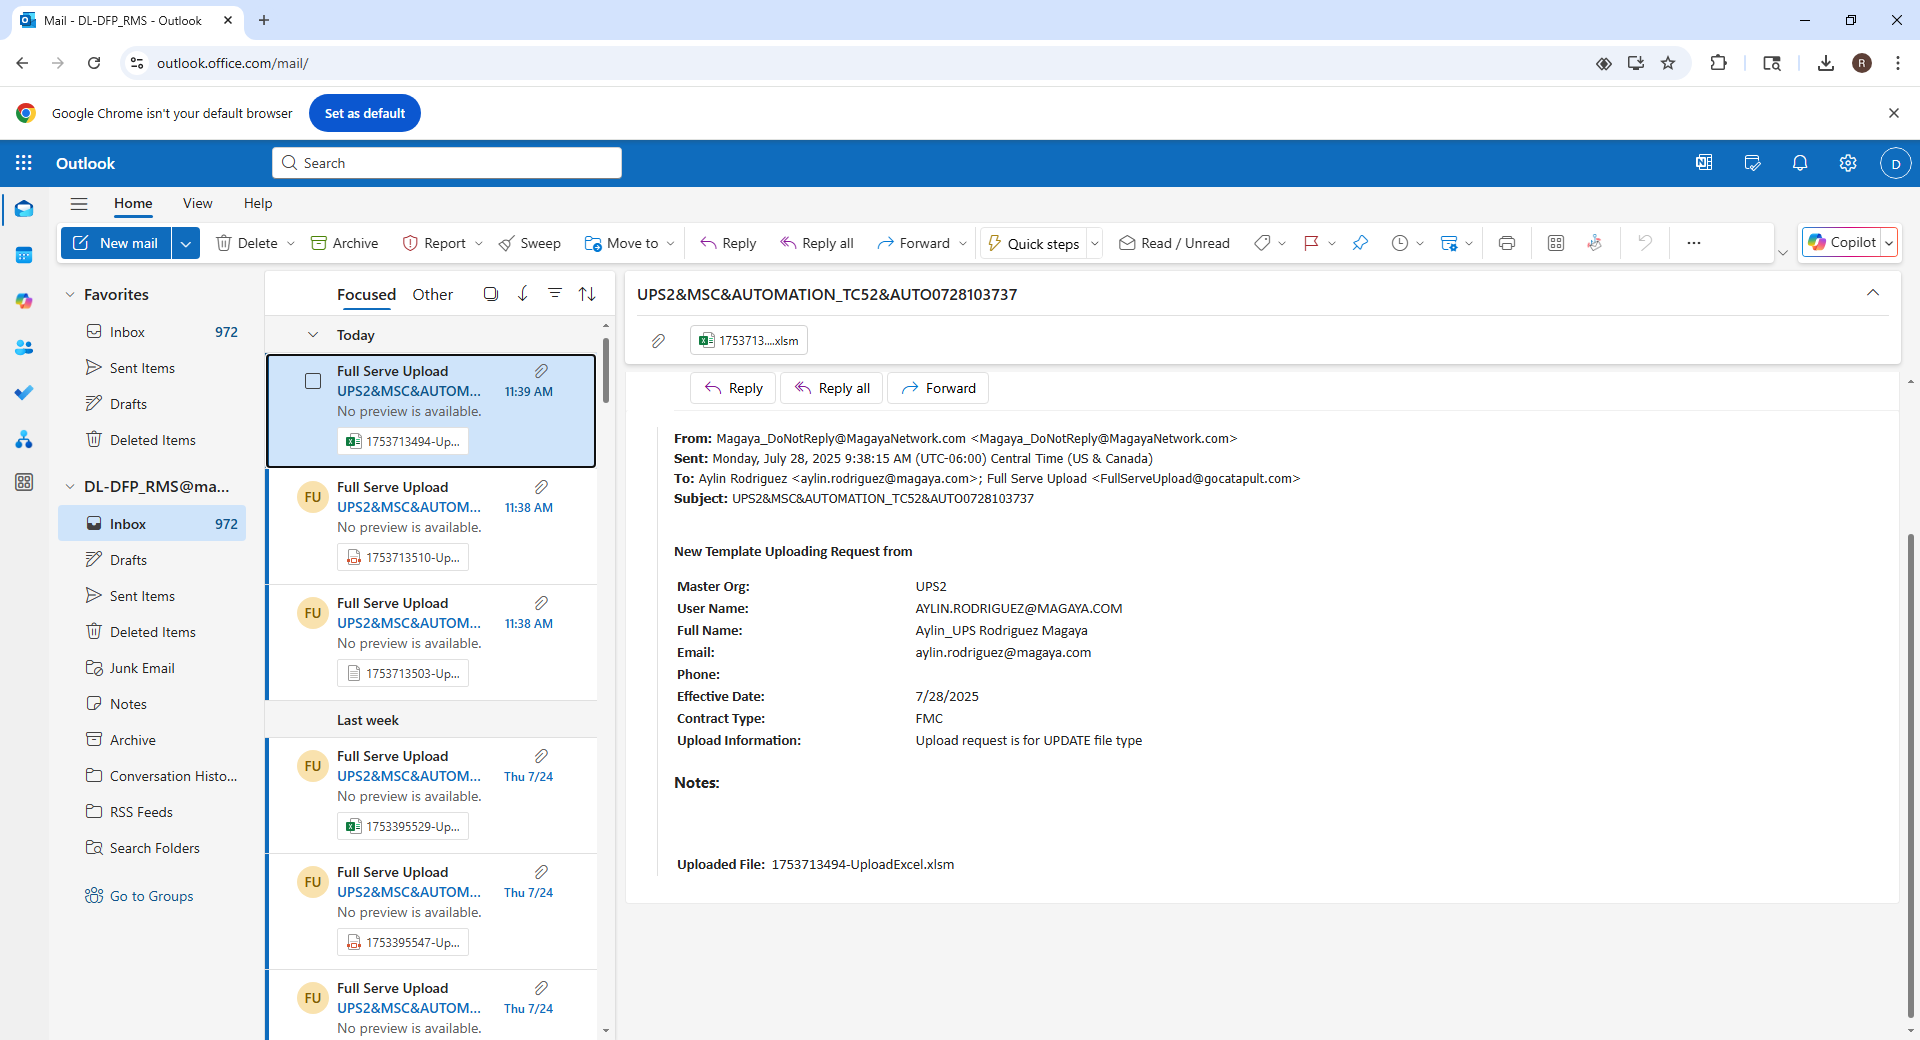 Mail - DL-DFP_RMS - Outlook
outlook.office.com/mail/
R
Google Chrome isn't your default browser
Set as default
Outlook
Search
D
Home
View
Help
New mail
Delete
Archive
Report
Sweep
Move to
Reply
Reply all
Forward
Quick steps
Read / Unread
Copilot
Favorites
Inbox 972
Sent Items
Drafts
Deleted Items
DL-DFP_RMS@ma...
Inbox 972
Drafts
Sent Items
Deleted Items
Junk Email
Notes
Archive
Conversation Histo...
RSS Feeds
Search Folders
Go to Groups
Focused
Other
Today
Full Serve Upload
UPS2&MSC&AUTOM... 11:39 AM
No preview is available.
1753713494-Up...
FU
Full Serve Upload
UPS2&MSC&AUTOM... 11:38 AM
No preview is available.
1753713510-Up...
FU
Full Serve Upload
UPS2&MSC&AUTOM... 11:38 AM
No preview is available.
1753713503-Up...
Last week
FU
Full Serve Upload
UPS2&MSC&AUTOM... Thu 7/24
No preview is available.
1753395529-Up...
FU
Full Serve Upload
UPS2&MSC&AUTOM... Thu 7/24
No preview is available.
1753395547-Up...
FU
Full Serve Upload
UPS2&MSC&AUTOM... Thu 7/24
No preview is available.
UPS2&MSC&AUTOMATION_TC52&AUTO0728103737
1753713....xlsm
Reply
Reply all
Forward
From: Magaya_DoNotReply@MagayaNetwork.com <Magaya_DoNotReply@MagayaNetwork.com>
Sent: Monday, July 28, 2025 9:38:15 AM (UTC-06:00) Central Time (US & Canada)
To: Aylin Rodriguez <aylin.rodriguez@magaya.com>; Full Serve Upload <FullServeUpload@gocatapult.com>
Subject: UPS2&MSC&AUTOMATION_TC52&AUTO0728103737
New Template Uploading Request from
Master Org: UPS2
User Name: AYLIN.RODRIGUEZ@MAGAYA.COM
Full Name: Aylin_UPS Rodriguez Magaya
Email: aylin.rodriguez@magaya.com
Phone:
Effective Date: 7/28/2025
Contract Type: FMC
Upload Information: Upload request is for UPDATE file type
Notes:
Uploaded File: 1753713494-UploadExcel.xlsm